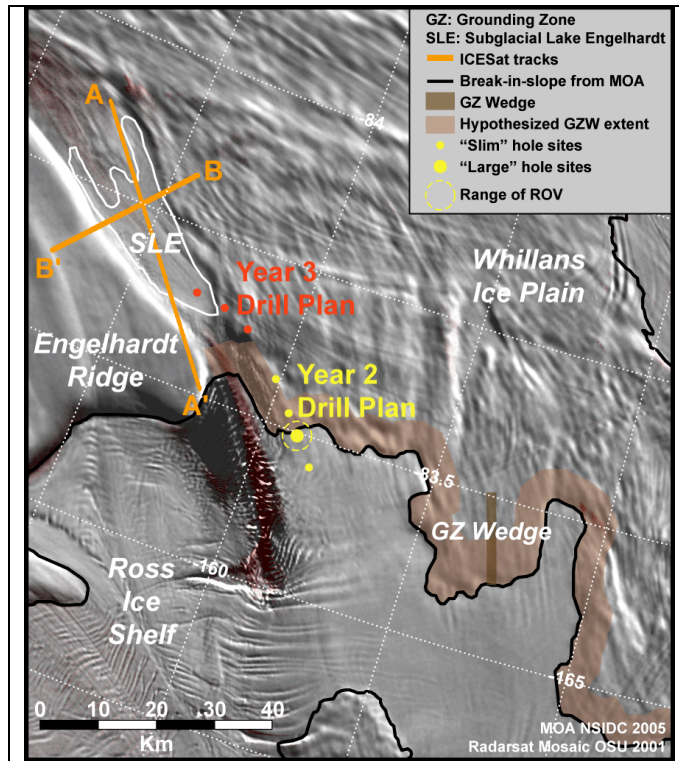 GZ: Grounding Zone
SLE: Subglacial Lake Engelhardt
ICESat tracks
Break-in-slope from MOA
GZ Wedge
Hypothesized GZW extent
“Slim” hole sites
“Large” hole sites
Range of ROV
-84
A
B
SLE
B'
Year 3
Drill Plan
Whillans
Ice Plain
Engelhardt
Ridge
Year 2
Drill Plan
A'
-83.5
GZ Wedge
-160
Ross
Ice
Shelf
-165
0 10 20 30 40
Km
MOA NSIDC 2005
Radarsat Mosaic OSU 2001